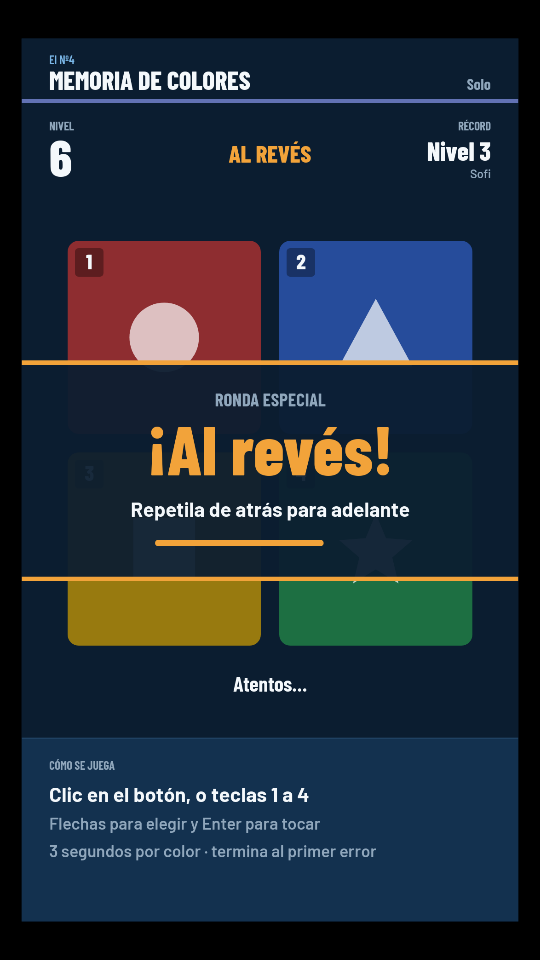 El Nº4
MEMORIA DE COLORES
Solo
NIVEL
6
AL REVÉS
RÉCORD
Nivel 3
Sofi
1
2
RONDA ESPECIAL
¡Al revés!
3
Repetila de atrás para adelante
Atentos...
CÓMO SE JUEGA
Clic en el botón, o teclas 1 a 4
Flechas para elegir y Enter para tocar
3 segundos por color · termina al primer error